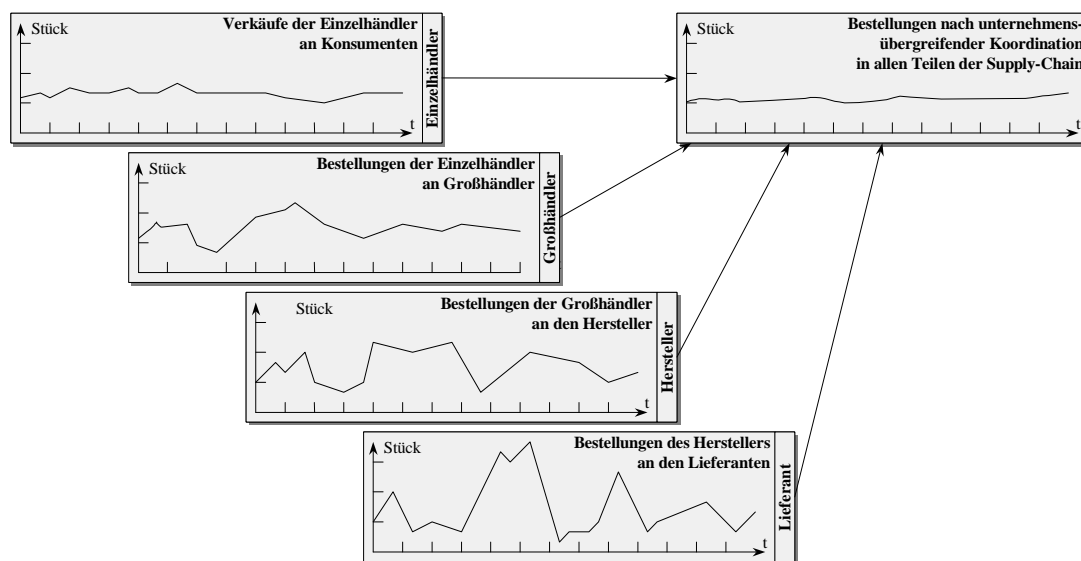 Stück
Verkäufe der Einzelhändler
an Konsumenten
t
Einzelhändler
Stück
Bestellungen nach unternehmens-
übergreifender Koordination
in allen Teilen der Supply-Chain
t
Stück
Bestellungen der Einzelhändler
an Großhändler
Großhändler
Stück
Bestellungen der Großhändler
an den Hersteller
t
Hersteller
Stück
Bestellungen des Herstellers
an den Lieferanten
t
Lieferant